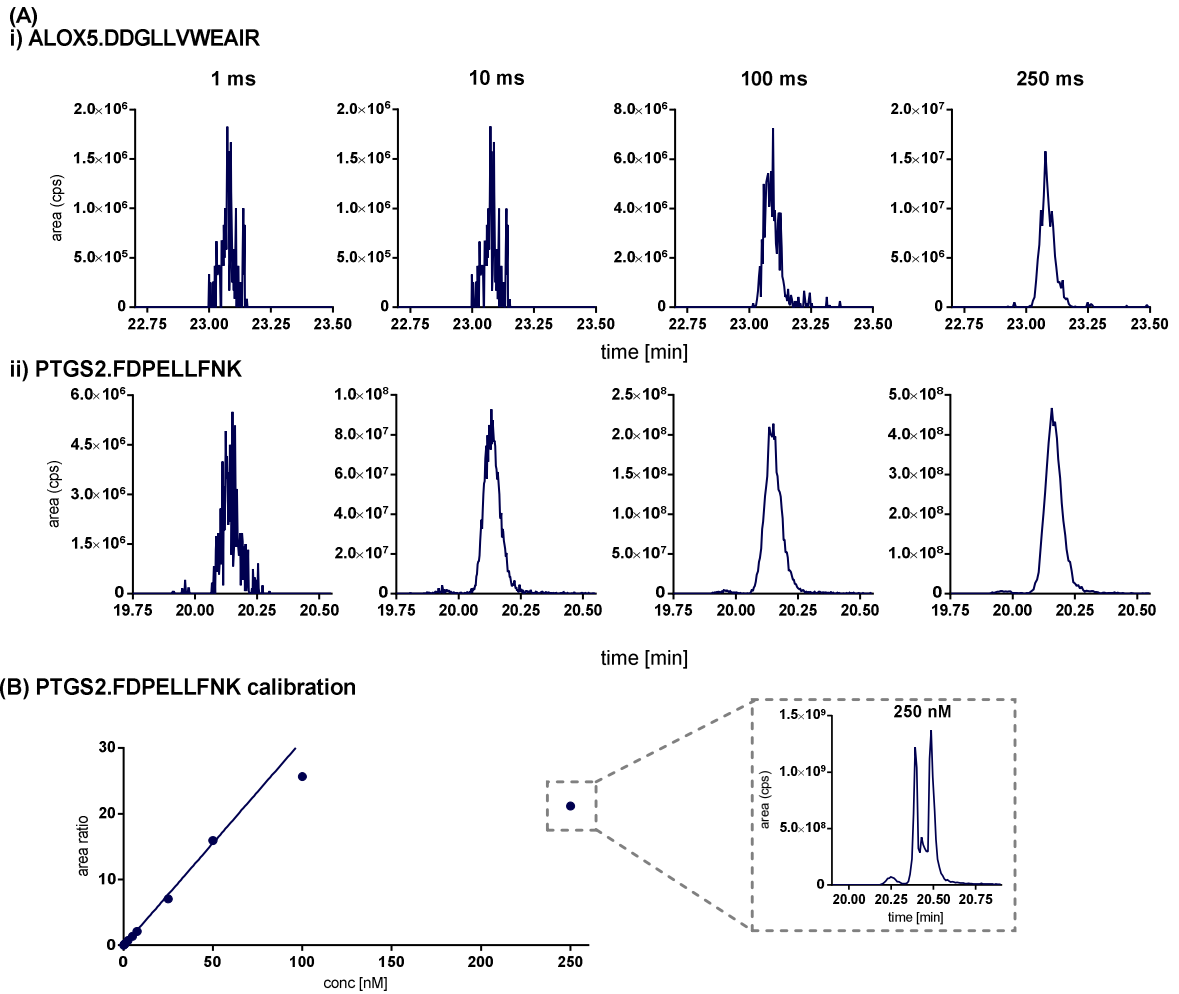 (A)
i) ALOX5.DDGLLVWEAIR
1 ms 10 ms 100 ms 250 ms
2.0×10⁶ 2.0×10⁶ 8.0×10⁶ 2.0×10⁷
1.5×10⁶ 1.5×10⁶ 6.0×10⁶ 1.5×10⁷
1.0×10⁶ 1.0×10⁶ 4.0×10⁶ 1.0×10⁷
5.0×10⁵ 5.0×10⁵ 2.0×10⁶ 5.0×10⁶
0 0 0 0
area (cps)
22.75 23.00 23.25 23.50 22.75 23.00 23.25 23.50 22.75 23.00 23.25 23.50 22.75 23.00 23.25 23.50
time [min]
ii) PTGS2.FDPELLFNK
6.0×10⁶ 1.0×10⁸ 2.5×10⁸ 5.0×10⁸
4.5×10⁶ 8.0×10⁷ 2.0×10⁸ 4.0×10⁸
3.0×10⁶ 6.0×10⁷ 1.5×10⁸ 3.0×10⁸
1.5×10⁶ 4.0×10⁷ 1.0×10⁸ 2.0×10⁸
0 2.0×10⁷ 5.0×10⁷ 1.0×10⁸
0 0 0
area (cps)
19.75 20.00 20.25 20.50 19.75 20.00 20.25 20.50 19.75 20.00 20.25 20.50 19.75 20.00 20.25 20.50
time [min]
(B) PTGS2.FDPELLFNK calibration
30
20
10
0
area ratio
0 50 100 150 200 250
conc [nM]
250 nM
1.5×10⁹
1.0×10⁹
5.0×10⁸
0
area (cps)
20.00 20.25 20.50 20.75
time [min]